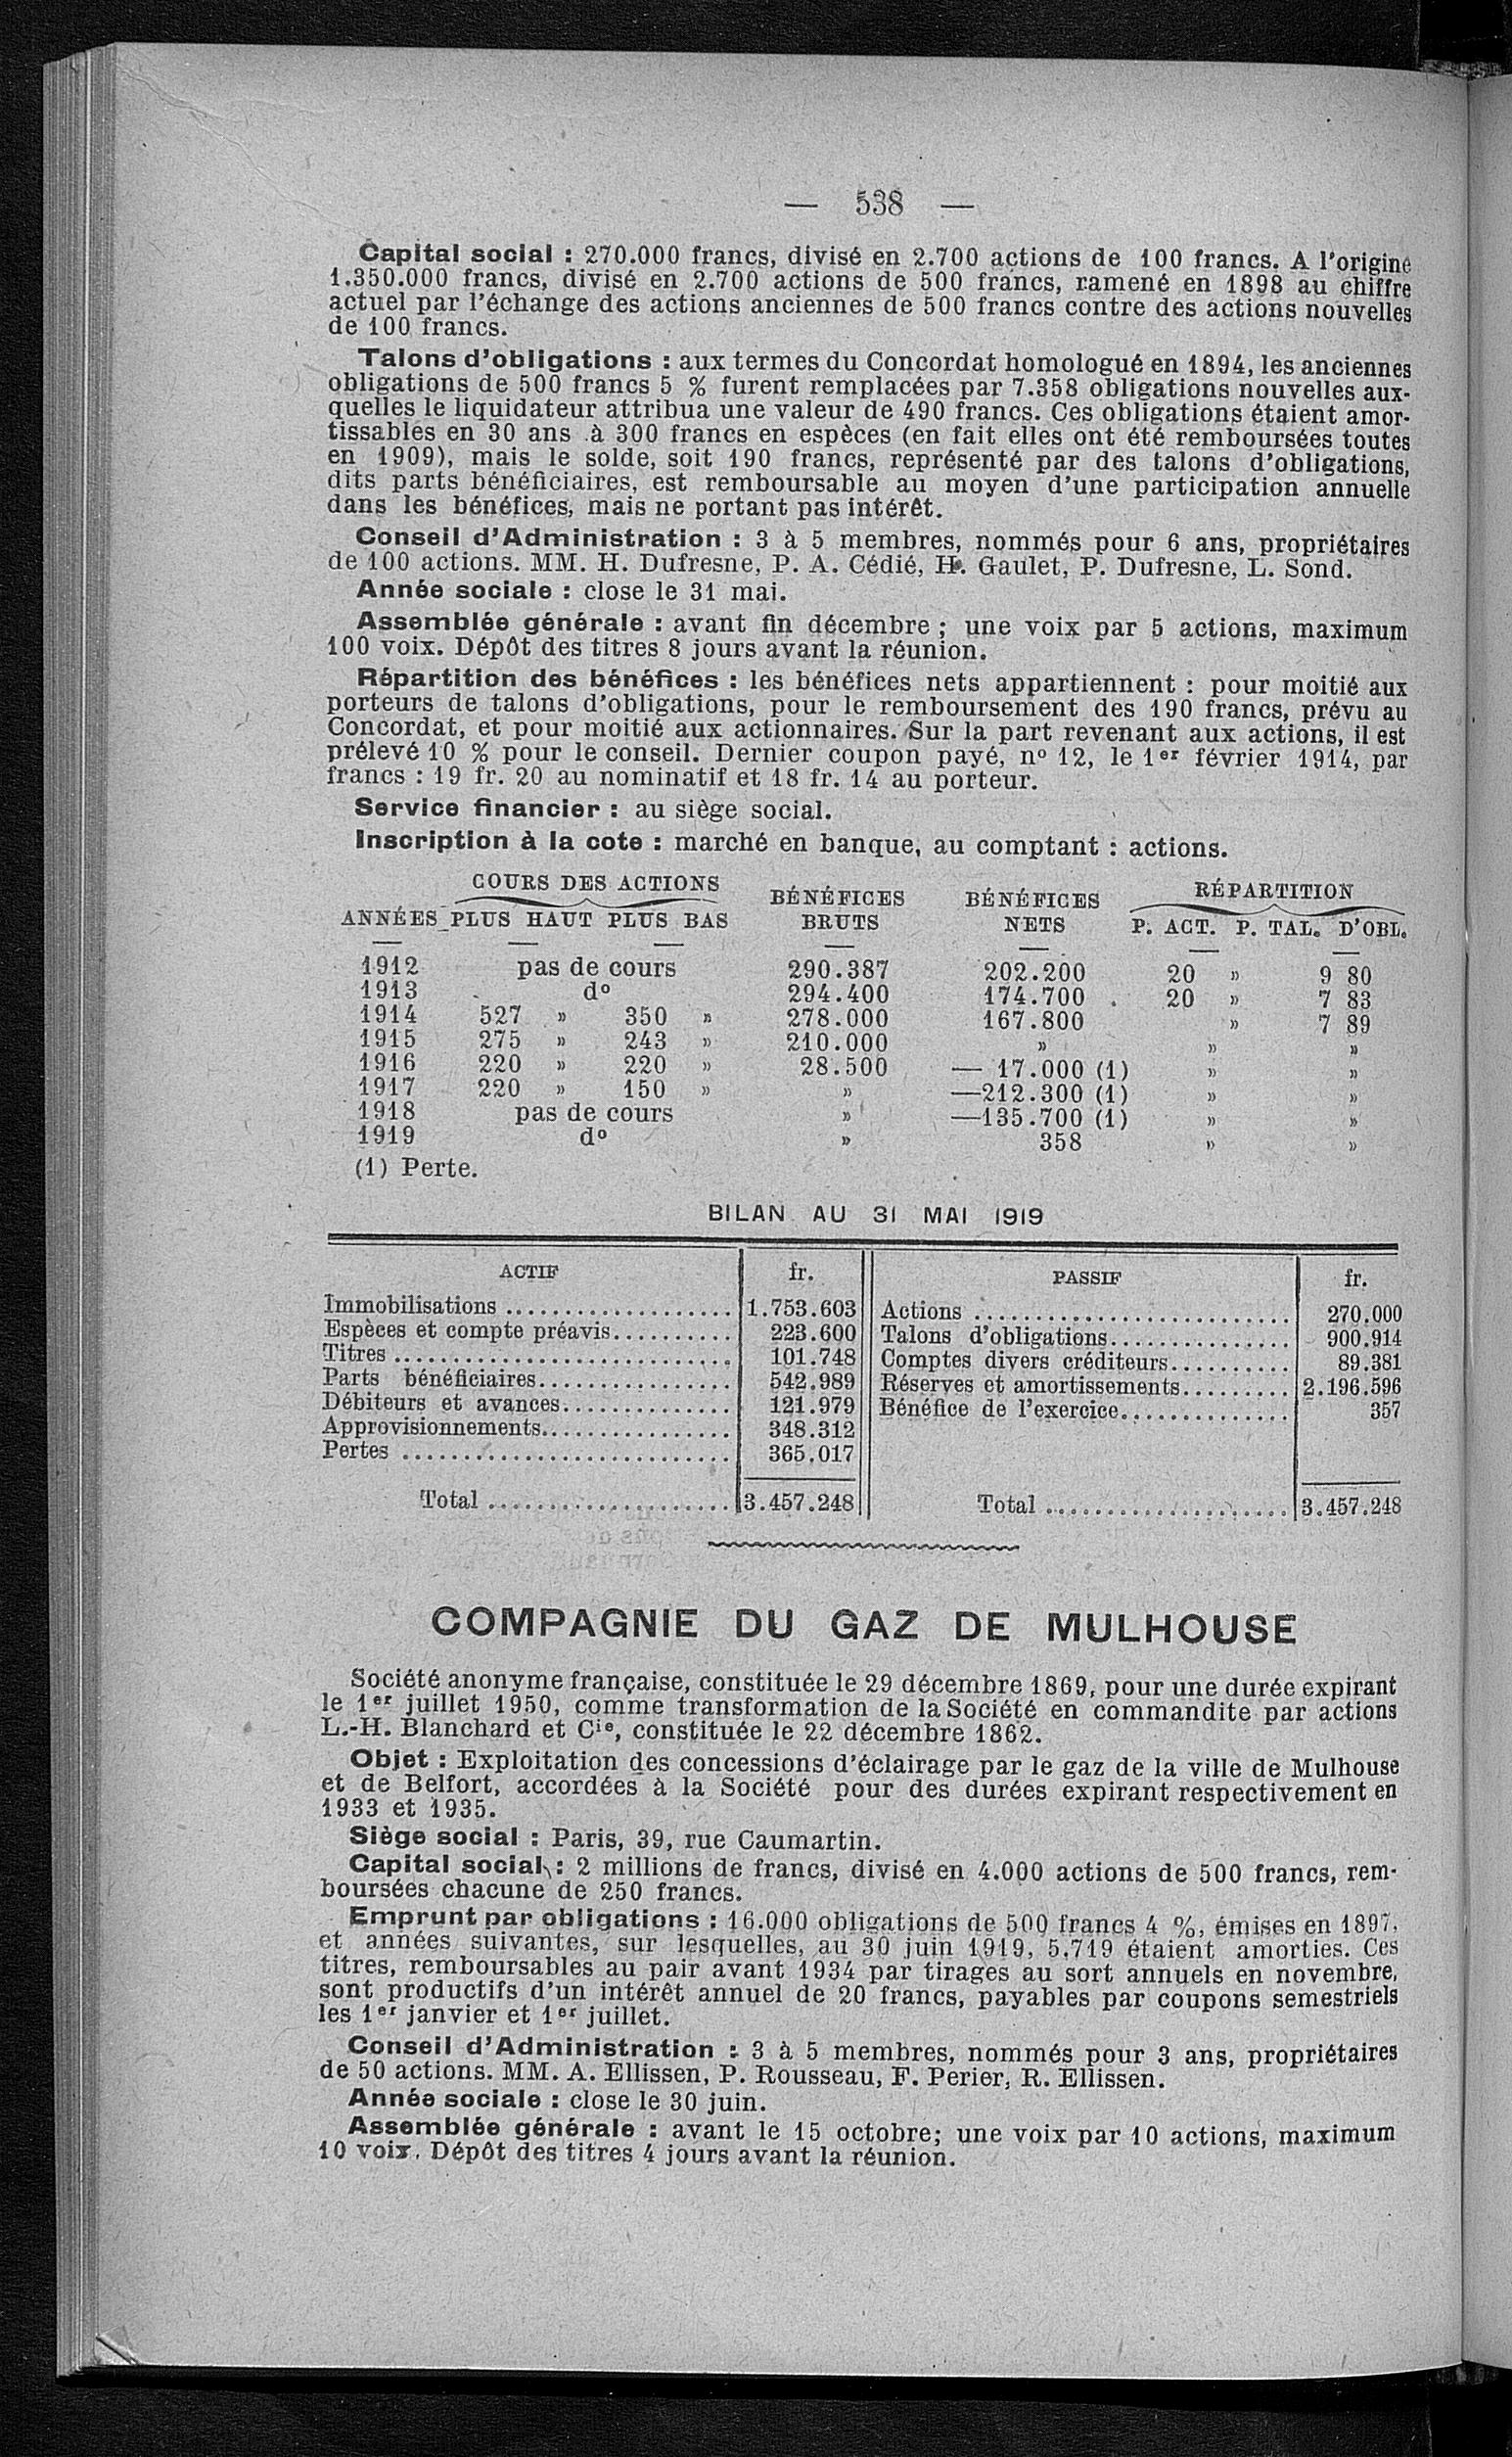 — 538 —
Capital social : 270.000 francs, divisé en 2.700 actions de 100 francs. A l'origine
1.350.000 francs, divisé en 2.700 actions de 500 francs, ramené en 1898 au chiffre
actuel par l'échange des actions anciennes de 500 francs contre des actions nouvelles
de 100 francs.
Talons d'obligations : aux termes du Concordat homologué en 1894, les anciennes
obligations de 500 francs 5 % furent remplacées par 7.358 obligations nouvelles aux-
quelles le liquidateur attribua une valeur de 490 francs. Ces obligations étaient amor-
tissables en 30 ans à 300 francs en espèces (en fait elles ont été remboursées toutes
en 1909), mais le solde, soit 190 francs, représenté par des talons d'obligations,
dits parts bénéficiaires, est remboursable au moyen d'une participation annuelle
dans les bénéfices, mais ne portant pas intérêt.
Conseil d'Administration : 3 à 5 membres, nommés pour 6 ans, propriétaires
de 100 actions. MM. H. Dufresne, P. A. Cédié, H. Gaulet, P. Dufresne, L. Sond.
Année sociale : close le 31 mai.
Assemblée générale : avant fin décembre ; une voix par 5 actions, maximum
100 voix. Dépôt des titres 8 jours avant la réunion.
Répartition des bénéfices : les bénéfices nets appartiennent : pour moitié aux
porteurs de talons d'obligations, pour le remboursement des 190 francs, prévu au
Concordat, et pour moitié aux actionnaires. Sur la part revenant aux actions, il est
prélevé 10 % pour le conseil. Dernier coupon payé, nº 12, le 1er février 1914, par
francs : 19 fr. 20 au nominatif et 18 fr. 14 au porteur.
Service financier : au siège social.
Inscription à la cote : marché en banque, au comptant : actions.
COURS DES ACTIONS BÉNÉFICES BÉNÉFICES RÉPARTITION
ANNÉES PLUS HAUT PLUS BAS BRUTS NETS P. ACT. P. TAL. D'OBL.
1912 pas de cours 290.387 202.200 20 » 9 80
1913 dº 294.400 174.700 20 » 7 83
1914 527 » 350 » 278.000 167.800 » 7 89
1915 275 » 243 » 210.000 » » »
1916 220 » 220 » 28.500 — 17.000 (1) » »
1917 220 » 150 » » —212.300 (1) » »
1918 pas de cours » —135.700 (1) » »
1919 dº » 358 » »
(1) Perte.
BILAN AU 31 MAI 1919
ACTIF fr. PASSIF fr.
Immobilisations ................... 1.753.603 Actions .......................... 270.000
Espèces et compte préavis.......... 223.600 Talons d'obligations............... 900.914
Titres ............................ 101.748 Comptes divers créditeurs.......... 89.381
Parts bénéficiaires................ 542.989 Réserves et amortissements......... 2.196.596
Débiteurs et avances.............. 121.979 Bénéfice de l'exercice.............. 357
Approvisionnements................ 348.312
Pertes ........................... 365.017
Total .................... 3.457.248 Total .................... 3.457.248
COMPAGNIE DU GAZ DE MULHOUSE
Société anonyme française, constituée le 29 décembre 1869, pour une durée expirant
le 1er juillet 1950, comme transformation de la Société en commandite par actions
L.-H. Blanchard et Cie, constituée le 22 décembre 1862.
Objet : Exploitation des concessions d'éclairage par le gaz de la ville de Mulhouse
et de Belfort, accordées à la Société pour des durées expirant respectivement en
1933 et 1935.
Siège social : Paris, 39, rue Caumartin.
Capital social : 2 millions de francs, divisé en 4.000 actions de 500 francs, rem-
boursées chacune de 250 francs.
Emprunt par obligations : 16.000 obligations de 500 francs 4 %, émises en 1897,
et années suivantes, sur lesquelles, au 30 juin 1919, 5.719 étaient amorties. Ces
titres, remboursables au pair avant 1934 par tirages au sort annuels en novembre,
sont productifs d'un intérêt annuel de 20 francs, payables par coupons semestriels
les 1er janvier et 1er juillet.
Conseil d'Administration : 3 à 5 membres, nommés pour 3 ans, propriétaires
de 50 actions. MM. A. Ellissen, P. Rousseau, F. Perier, R. Ellissen.
Année sociale : close le 30 juin.
Assemblée générale : avant le 15 octobre; une voix par 10 actions, maximum
10 voix. Dépôt des titres 4 jours avant la réunion.